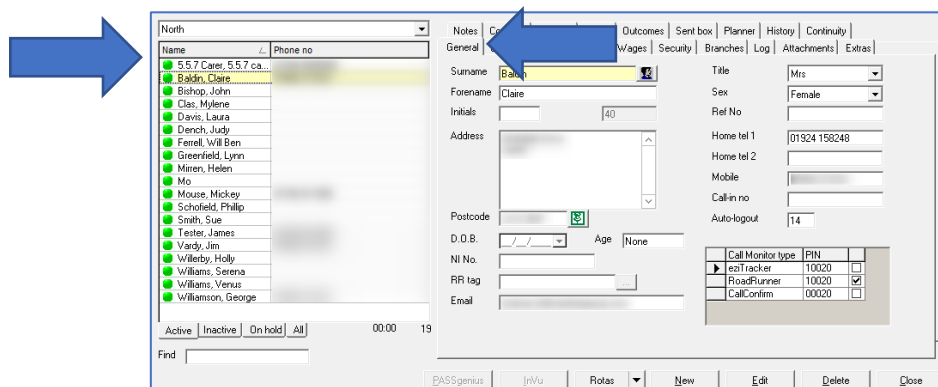 North
Name Phone no
5.5.7 Carer, 5.5.7 ca...
Baldin, Claire
Bishop, John
Clas, Mylene
Davis, Laura
Dench, Judy
Ferrell, Will Ben
Greenfield, Lynn
Mirren, Helen
Mo
Mouse, Mickey
Schofield, Phillip
Smith, Sue
Tester, James
Vardy, Jim
Willerby, Holly
Williams, Serena
Williams, Venus
Williamson, George
Active Inactive On hold All 00:00 19
Find
Notes Outcomes Sent box Planner History Continuity
General Wages Security Branches Log Attachments Extras
Surname Baldin
Forename Claire
Initials 40
Address
Postcode
D.O.B. _/_/_ Age None
NI No.
RR tag ...
Email
Title Mrs
Sex Female
Ref No
Home tel 1 01924 158248
Home tel 2
Mobile
Call-in no
Auto-logout 14
Call Monitor type PIN
eziTracker 10020
RoadRunner 10020
CallConfirm 00020
PASSgenius InVu Rotas New Edit Delete Close